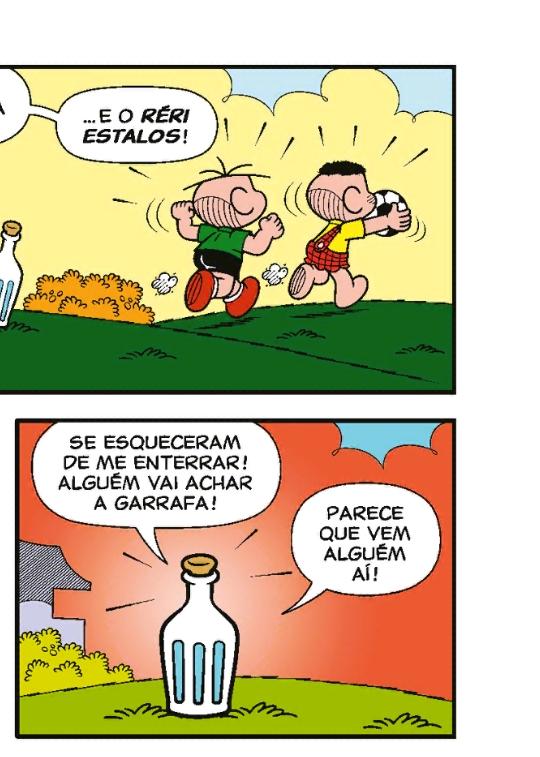 A
...E O RÉRI
ESTALOS!
SE ESQUECERAM
DE ME ENTERRAR!
ALGUÉM VAI ACHAR
A GARRAFA!
PARECE
QUE VEM
ALGUÉM
AÍ!